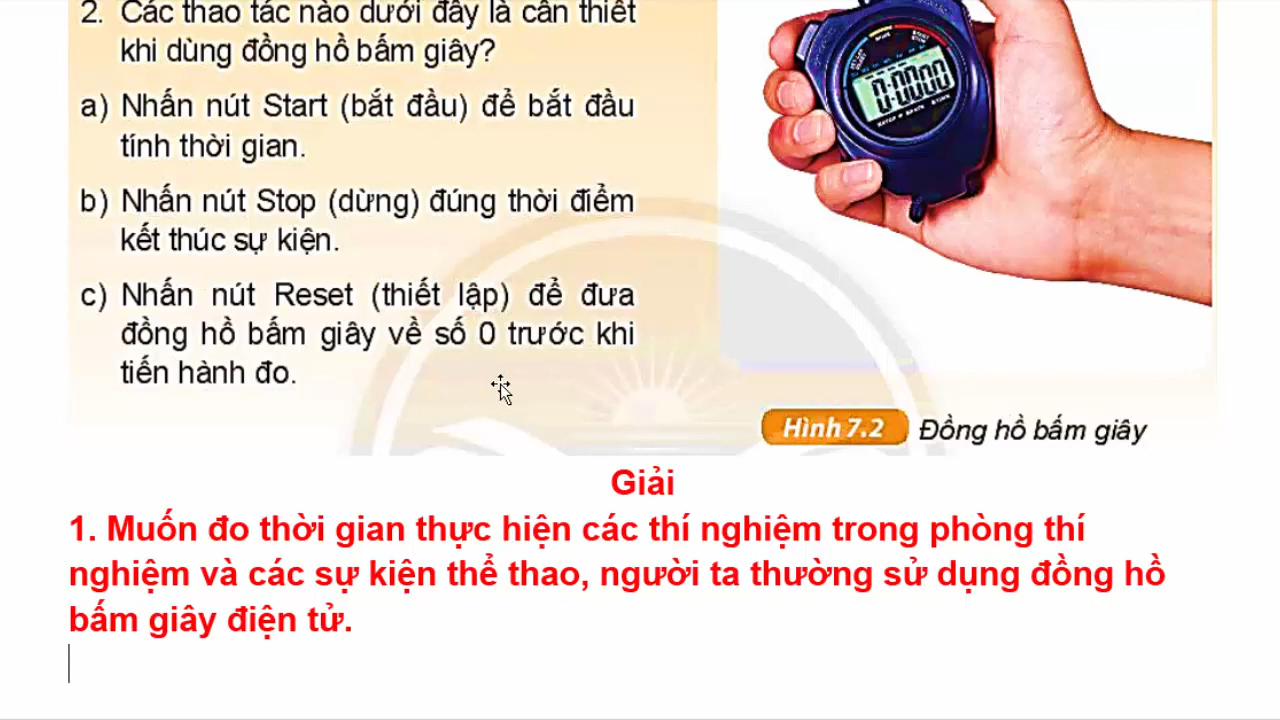 2. Các thao tác nào dưới đây là cần thiết
khi dùng đồng hồ bấm giây?
a) Nhấn nút Start (bắt đầu) để bắt đầu
tính thời gian.
b) Nhấn nút Stop (dừng) đúng thời điểm
kết thúc sự kiện.
c) Nhấn nút Reset (thiết lập) để đưa
đồng hồ bấm giây về số 0 trước khi
tiến hành đo.
0:0000
Hình 7.2 Đồng hồ bấm giây
Giải
1. Muốn đo thời gian thực hiện các thí nghiệm trong phòng thí
nghiệm và các sự kiện thể thao, người ta thường sử dụng đồng hồ
bấm giây điện tử.